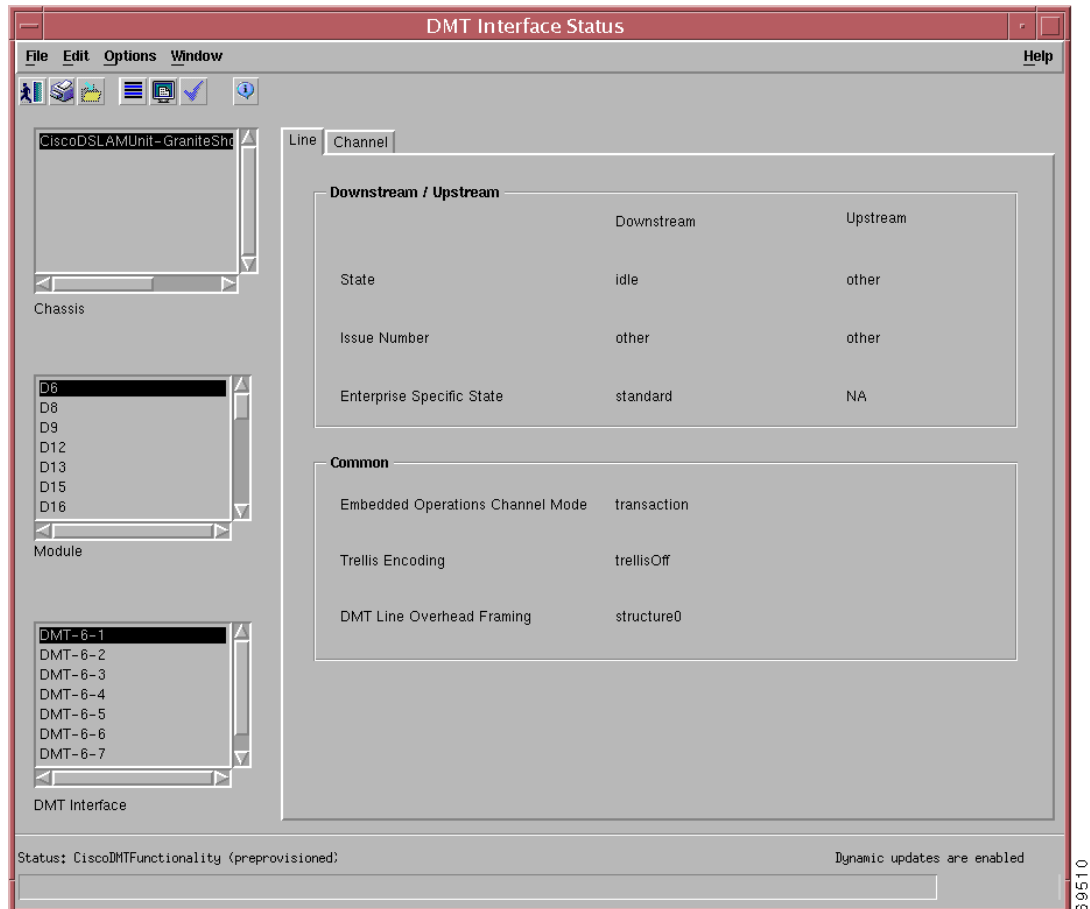 DMT Interface Status
File Edit Options Window Help
CiscoDSLAMUnit-GraniteSho
Chassis
D6
D8
D9
D12
D13
D15
D16
Module
DMT-6-1
DMT-6-2
DMT-6-3
DMT-6-4
DMT-6-5
DMT-6-6
DMT-6-7
DMT Interface
Line Channel
Downstream / Upstream
Downstream Upstream
State idle other
Issue Number other other
Enterprise Specific State standard NA
Common
Embedded Operations Channel Mode transaction
Trellis Encoding trellisOff
DMT Line Overhead Framing structure0
Status: CiscoDMTFunctionality (preprovisioned) Dynamic updates are enabled
69510